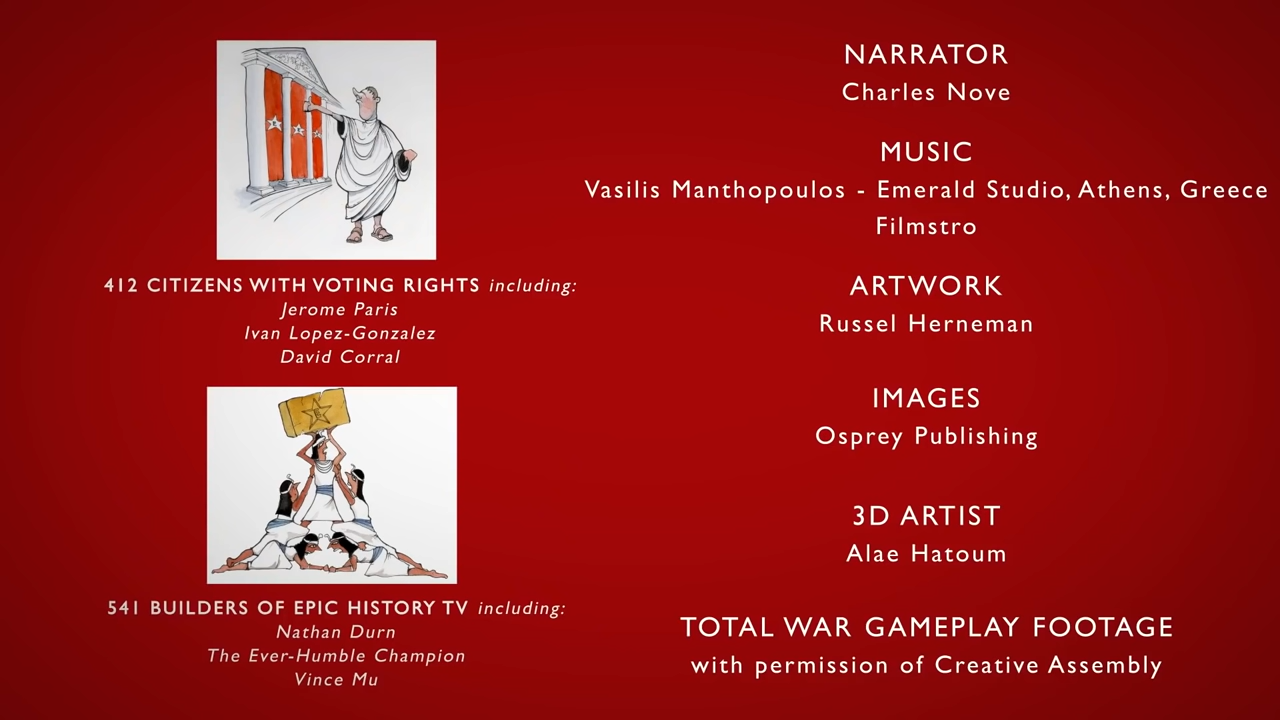 412 CITIZENS WITH VOTING RIGHTS including:
Jerome Paris
Ivan Lopez-Gonzalez
David Corral
541 BUILDERS OF EPIC HISTORY TV including:
Nathan Durn
The Ever-Humble Champion
Vince Mu
NARRATOR
Charles Nove
MUSIC
Vasilis Manthopoulos - Emerald Studio, Athens, Greece
Filmstro
ARTWORK
Russel Herneman
IMAGES
Osprey Publishing
3D ARTIST
Alae Hatoum
TOTAL WAR GAMEPLAY FOOTAGE
with permission of Creative Assembly